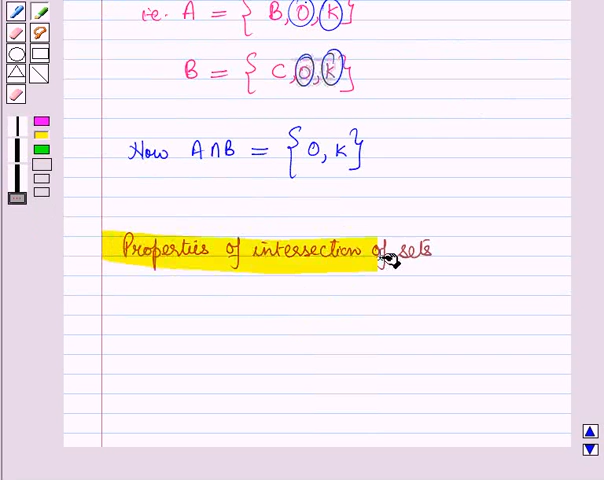 i.e. A = { B, O, K }
B = { C, O, K }
Now A ∩ B = { O, K }
Properties of intersection of sets